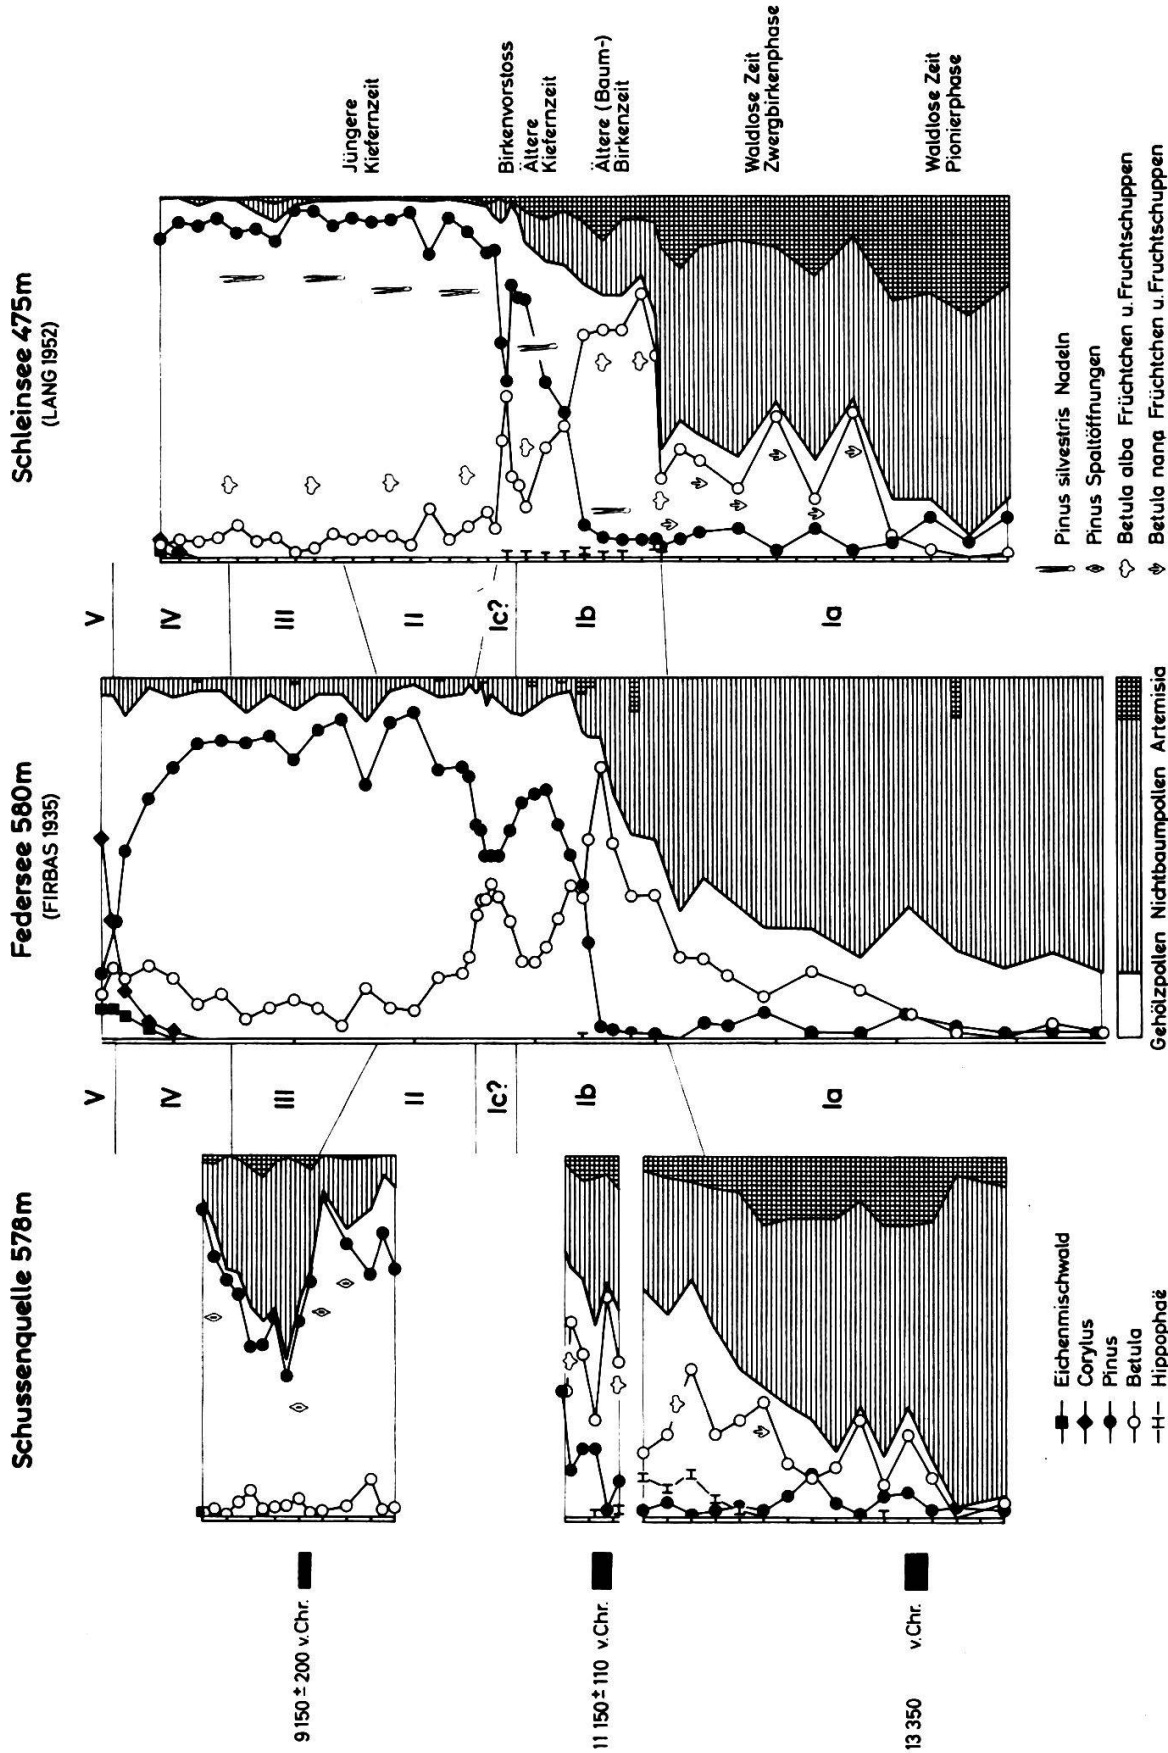 Schussenquelle 578m
Federsee 580m
(FIRBAS 1935)
Schleinsee 475m
(LANG 1952)
V
V
IV
IV
III
III
II
II
Ic?
Ic?
Ib
Ib
Ia
Ia
9150 ± 200 v.Chr.
11 150 ± 110 v.Chr.
13 350 v.Chr.
Jüngere
Kiefernzeit
Birkenvorstoss
Ältere
Kiefernzeit
Ältere (Baum-)
Birkenzeit
Waldlose Zeit
Zwergbirkenphase
Waldlose Zeit
Pionierphase
Eichenmischwald
Corylus
Pinus
Betula
Hippophaë
Gehölzpollen Nichtbaumpollen Artemisia
Pinus silvestris Nadeln
Pinus Spaltöffnungen
Betula alba Früchtchen u. Fruchtschuppen
Betula nana Früchtchen u. Fruchtschuppen